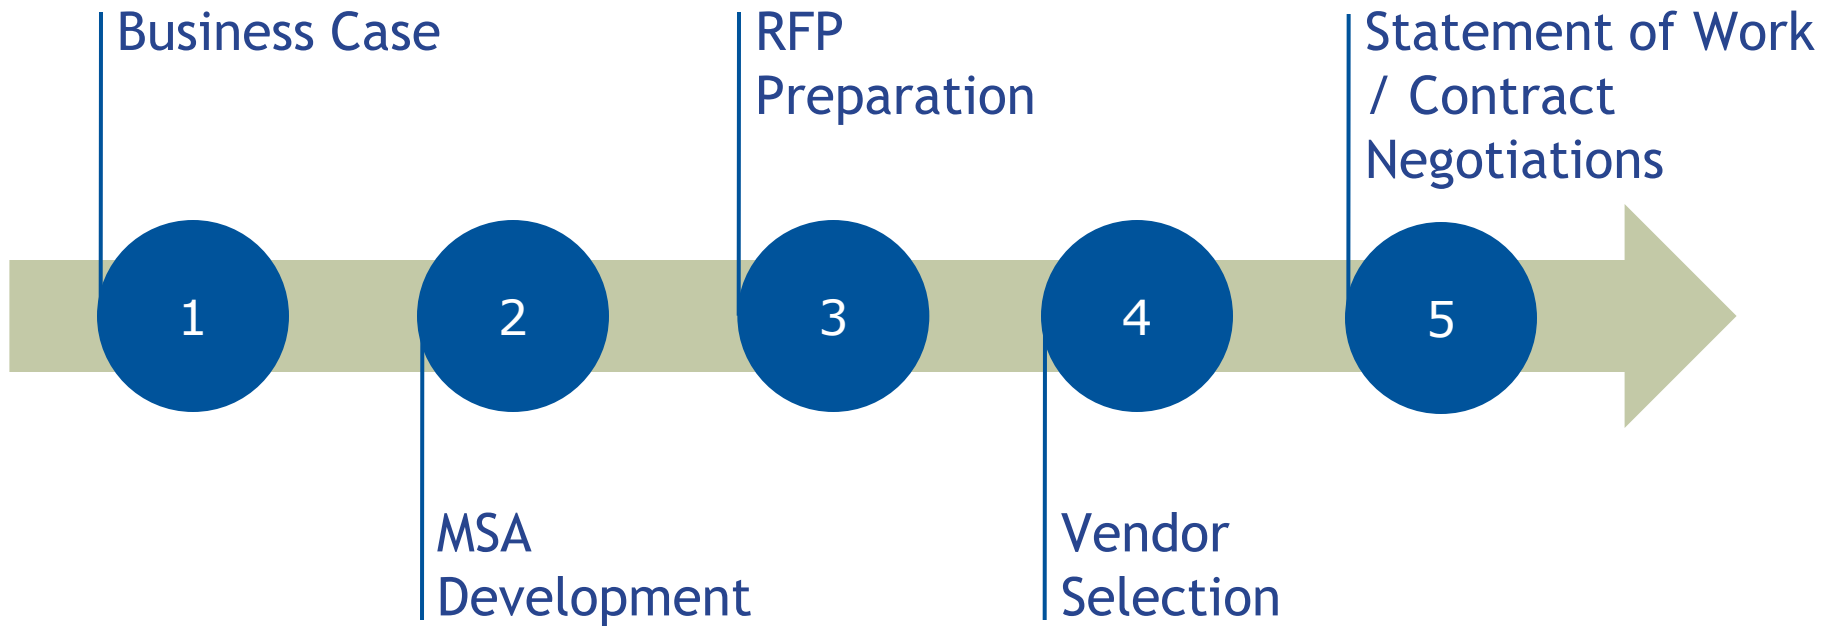 Business Case
RFP
Preparation
Statement of Work
/ Contract
Negotiations
1
2
3
4
5
MSA
Development
Vendor
Selection